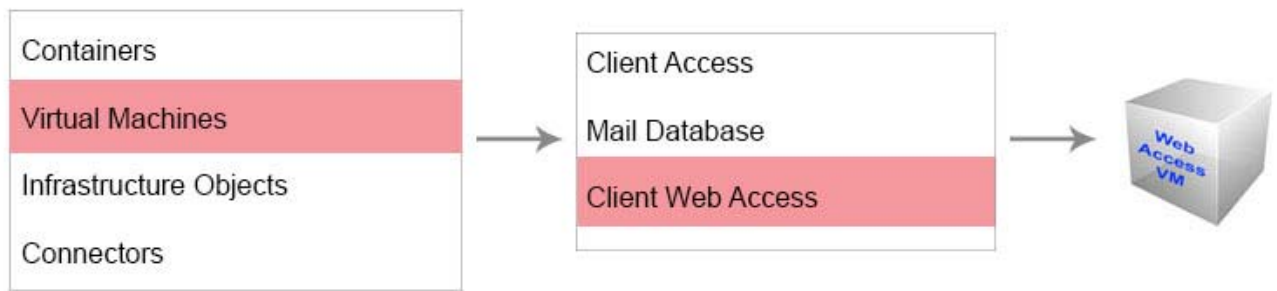 Containers
Virtual Machines
Infrastructure Objects
Connectors
Client Access
Mail Database
Client Web Access
Web
Access
VM